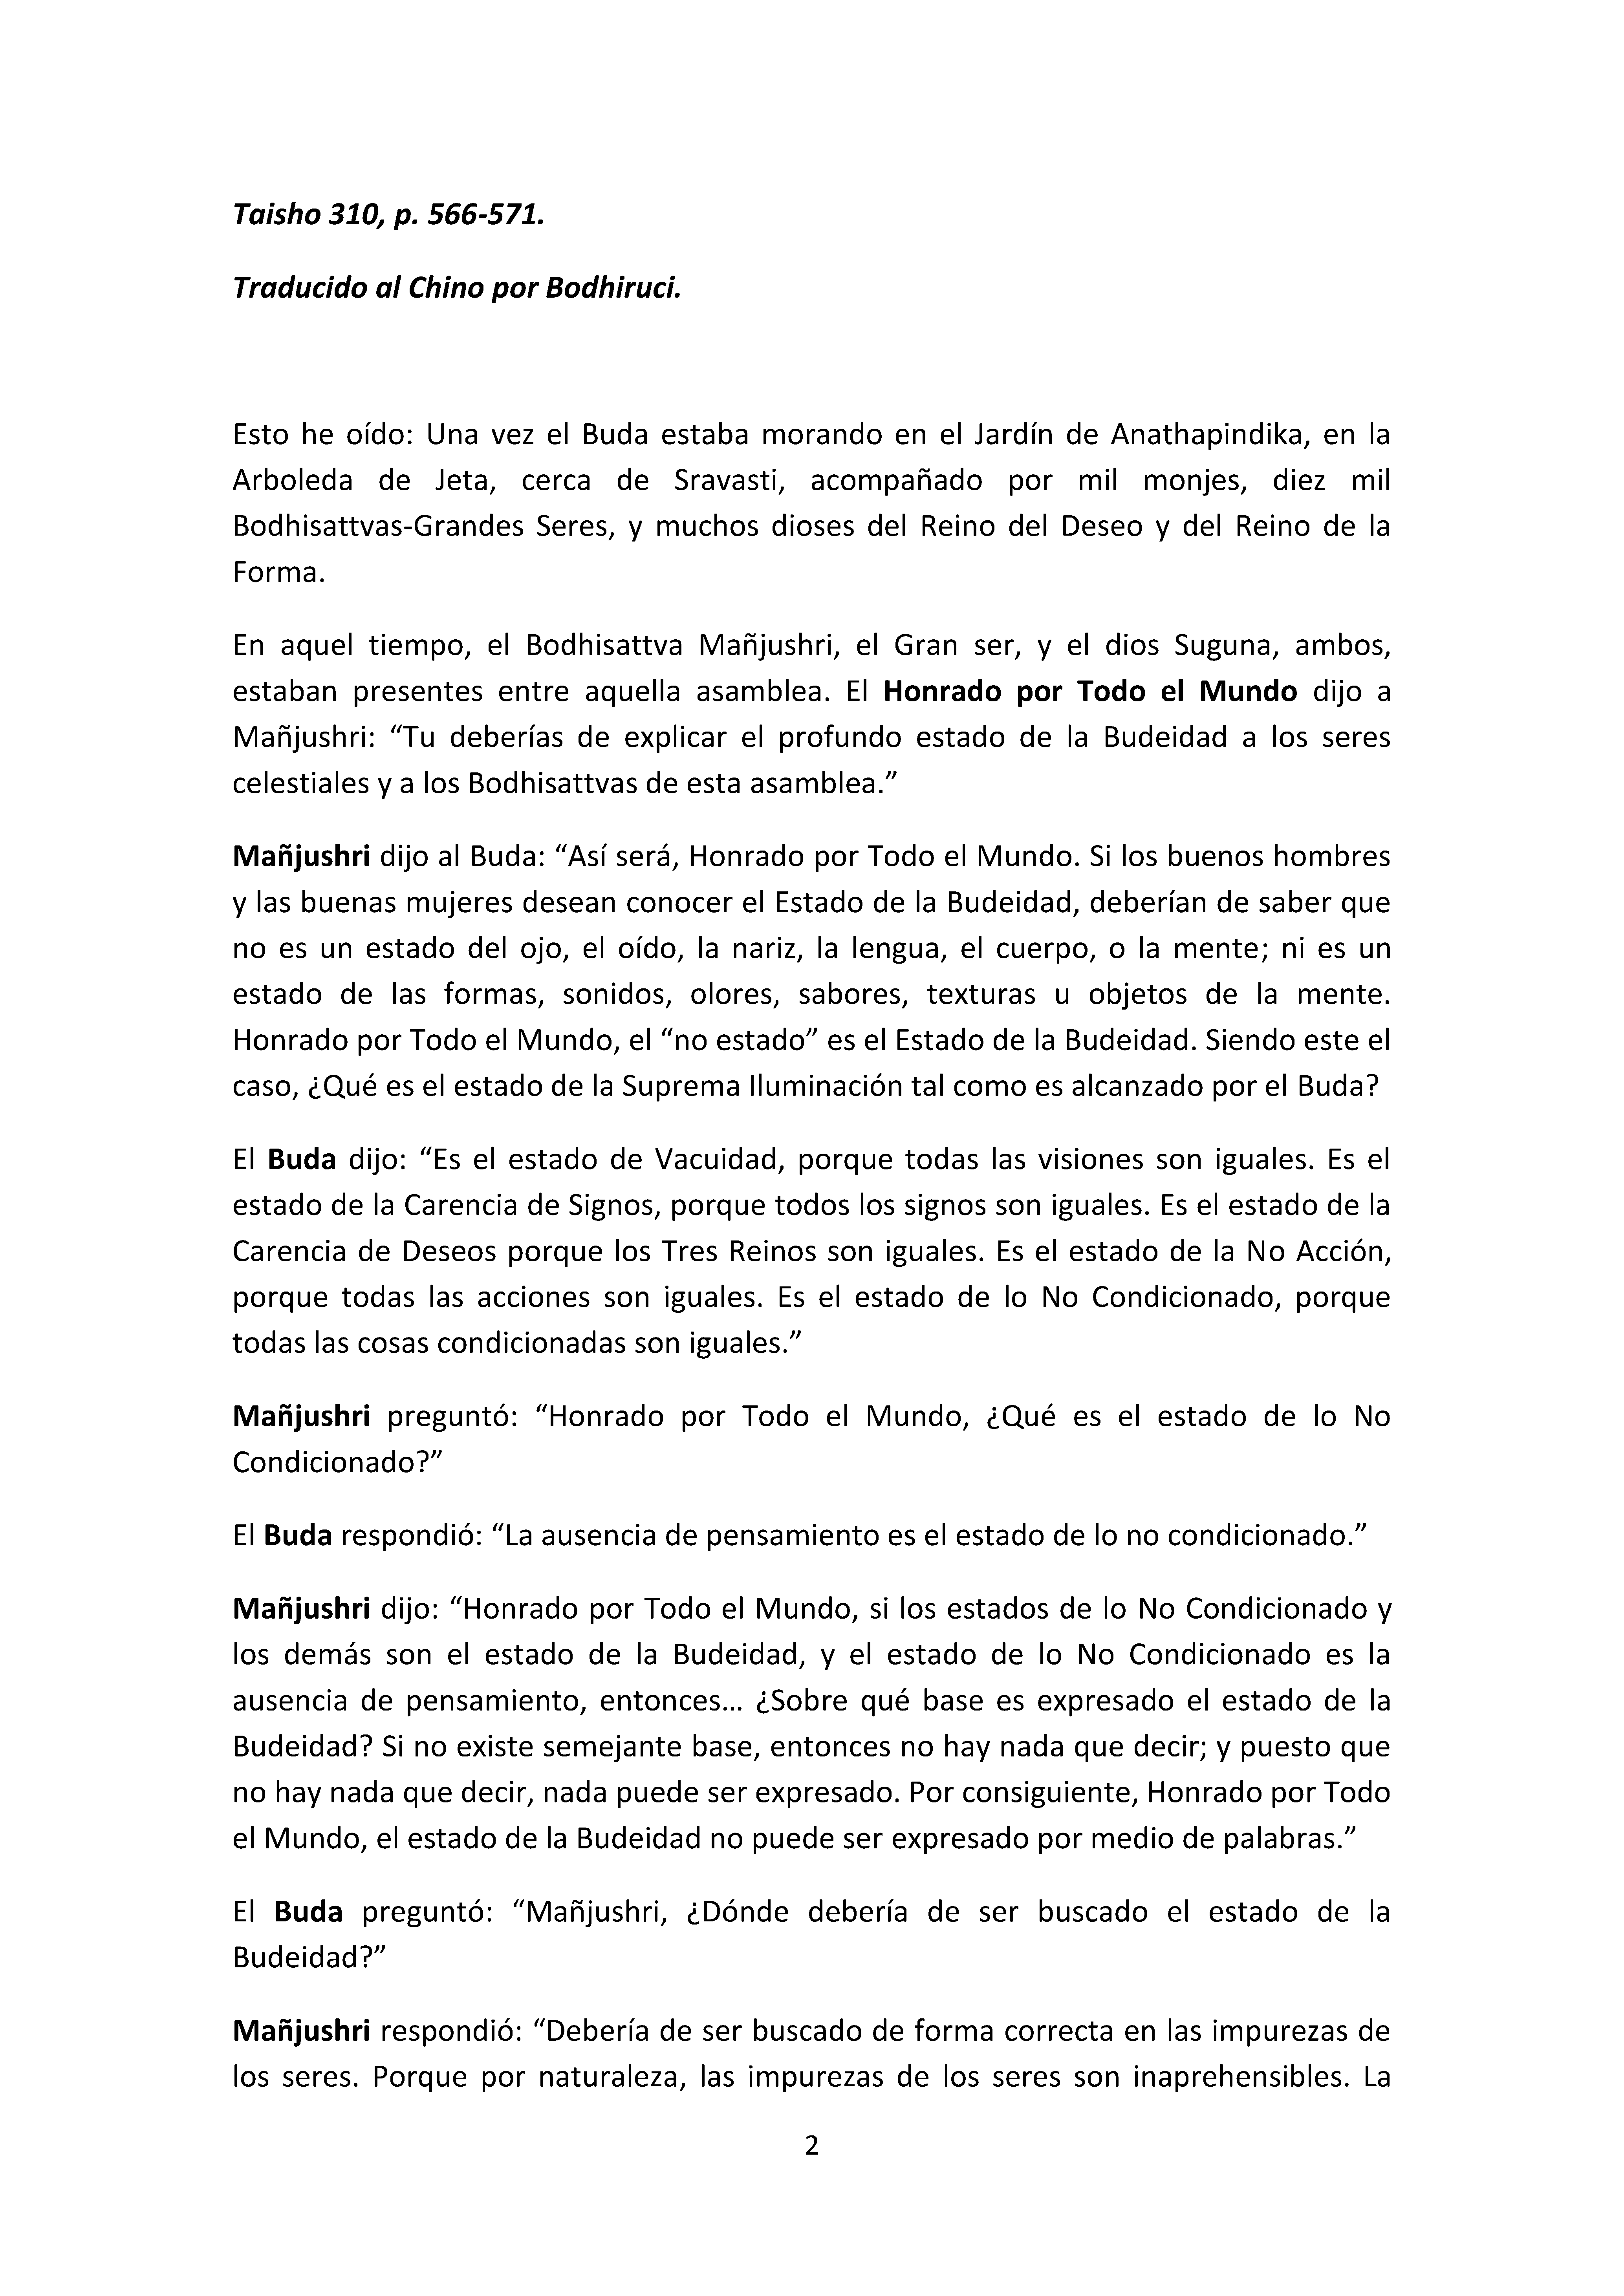 Taisho 310, p. 566-571.
Traducido al Chino por Bodhiruci.
Esto he oído: Una vez el Buda estaba morando en el Jardín de Anathapindika, en la
Arboleda de Jeta, cerca de Sravasti, acompañado por mil monjes, diez mil
Bodhisattvas-Grandes Seres, y muchos dioses del Reino del Deseo y del Reino de la
Forma.
En aquel tiempo, el Bodhisattva Mañjushri, el Gran ser, y el dios Suguna, ambos,
estaban presentes entre aquella asamblea. El Honrado por Todo el Mundo dijo a
Mañjushri: “Tu deberías de explicar el profundo estado de la Budeidad a los seres
celestiales y a los Bodhisattvas de esta asamblea.”
Mañjushri dijo al Buda: “Así será, Honrado por Todo el Mundo. Si los buenos hombres
y las buenas mujeres desean conocer el Estado de la Budeidad, deberían de saber que
no es un estado del ojo, el oído, la nariz, la lengua, el cuerpo, o la mente; ni es un
estado de las formas, sonidos, olores, sabores, texturas u objetos de la mente.
Honrado por Todo el Mundo, el “no estado” es el Estado de la Budeidad. Siendo este el
caso, ¿Qué es el estado de la Suprema Iluminación tal como es alcanzado por el Buda?
El Buda dijo: “Es el estado de Vacuidad, porque todas las visiones son iguales. Es el
estado de la Carencia de Signos, porque todos los signos son iguales. Es el estado de la
Carencia de Deseos porque los Tres Reinos son iguales. Es el estado de la No Acción,
porque todas las acciones son iguales. Es el estado de lo No Condicionado, porque
todas las cosas condicionadas son iguales.”
Mañjushri preguntó: “Honrado por Todo el Mundo, ¿Qué es el estado de lo No
Condicionado?”
El Buda respondió: “La ausencia de pensamiento es el estado de lo no condicionado.”
Mañjushri dijo: “Honrado por Todo el Mundo, si los estados de lo No Condicionado y
los demás son el estado de la Budeidad, y el estado de lo No Condicionado es la
ausencia de pensamiento, entonces… ¿Sobre qué base es expresado el estado de la
Budeidad? Si no existe semejante base, entonces no hay nada que decir; y puesto que
no hay nada que decir, nada puede ser expresado. Por consiguiente, Honrado por Todo
el Mundo, el estado de la Budeidad no puede ser expresado por medio de palabras.”
El Buda preguntó: “Mañjushri, ¿Dónde debería de ser buscado el estado de la
Budeidad?”
Mañjushri respondió: “Debería de ser buscado de forma correcta en las impurezas de
los seres. Porque por naturaleza, las impurezas de los seres son inaprehensibles. La
2